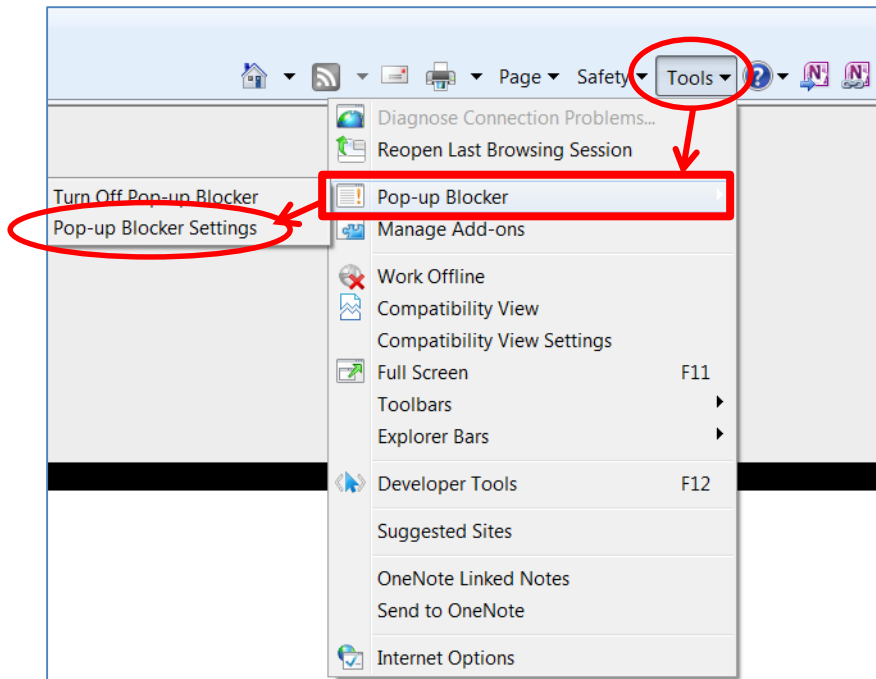 Page Safety Tools
Diagnose Connection Problems...
Reopen Last Browsing Session
Turn Off Pop-up Blocker
Pop-up Blocker Settings
Pop-up Blocker
Manage Add-ons
Work Offline
Compatibility View
Compatibility View Settings
Full Screen F11
Toolbars
Explorer Bars
Developer Tools F12
Suggested Sites
OneNote Linked Notes
Send to OneNote
Internet Options